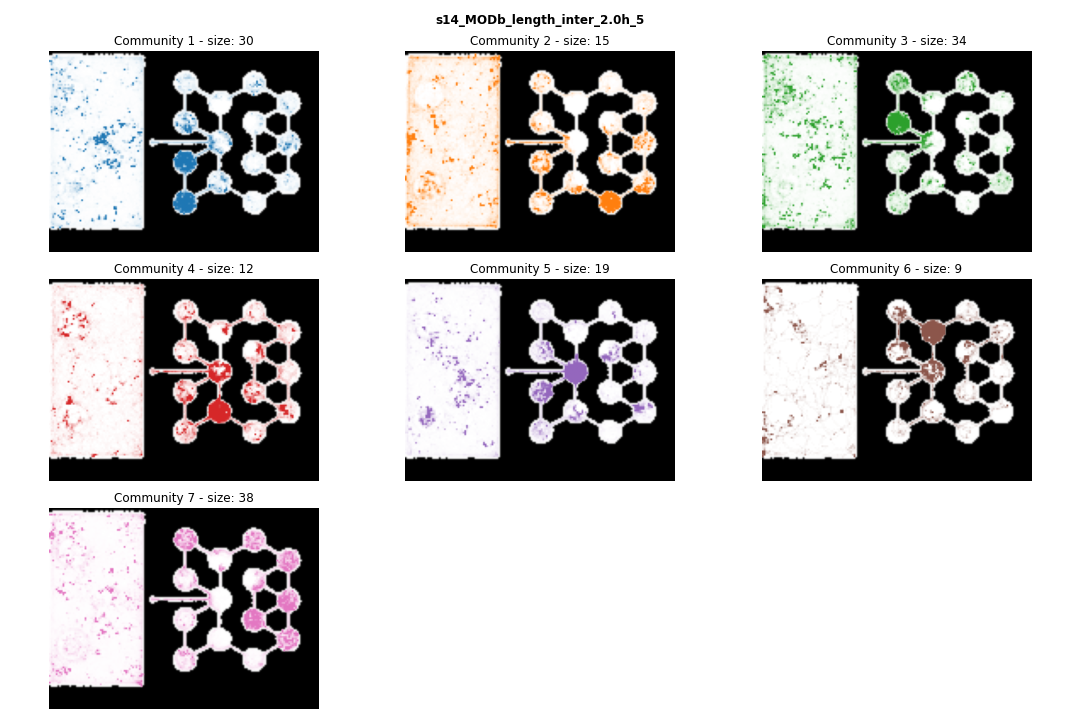 s14_MODb_length_inter_2.0h_5
Community 1 - size: 30
Community 2 - size: 15
Community 3 - size: 34
Community 4 - size: 12
Community 5 - size: 19
Community 6 - size: 9
Community 7 - size: 38